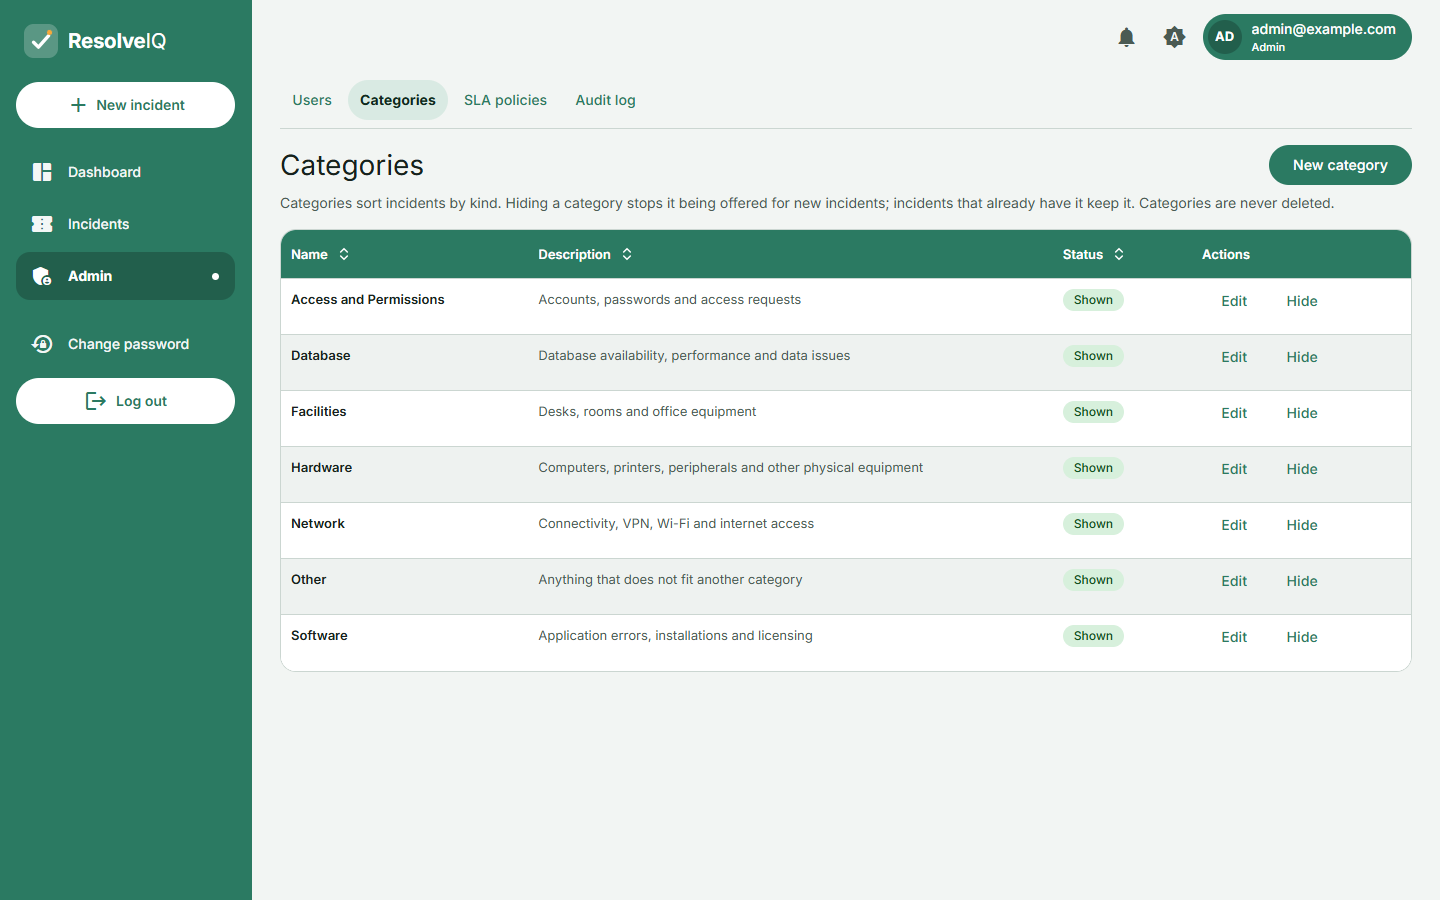 ResolveIQ
New incident
Dashboard
Incidents
Admin
Change password
Log out
A
AD
admin@example.com
Admin
Users
Categories
SLA policies
Audit log
Categories
New category
Categories sort incidents by kind. Hiding a category stops it being offered for new incidents; incidents that already have it keep it. Categories are never deleted.
Name Description Status Actions
Access and Permissions Accounts, passwords and access requests Shown Edit Hide
Database Database availability, performance and data issues Shown Edit Hide
Facilities Desks, rooms and office equipment Shown Edit Hide
Hardware Computers, printers, peripherals and other physical equipment Shown Edit Hide
Network Connectivity, VPN, Wi-Fi and internet access Shown Edit Hide
Other Anything that does not fit another category Shown Edit Hide
Software Application errors, installations and licensing Shown Edit Hide